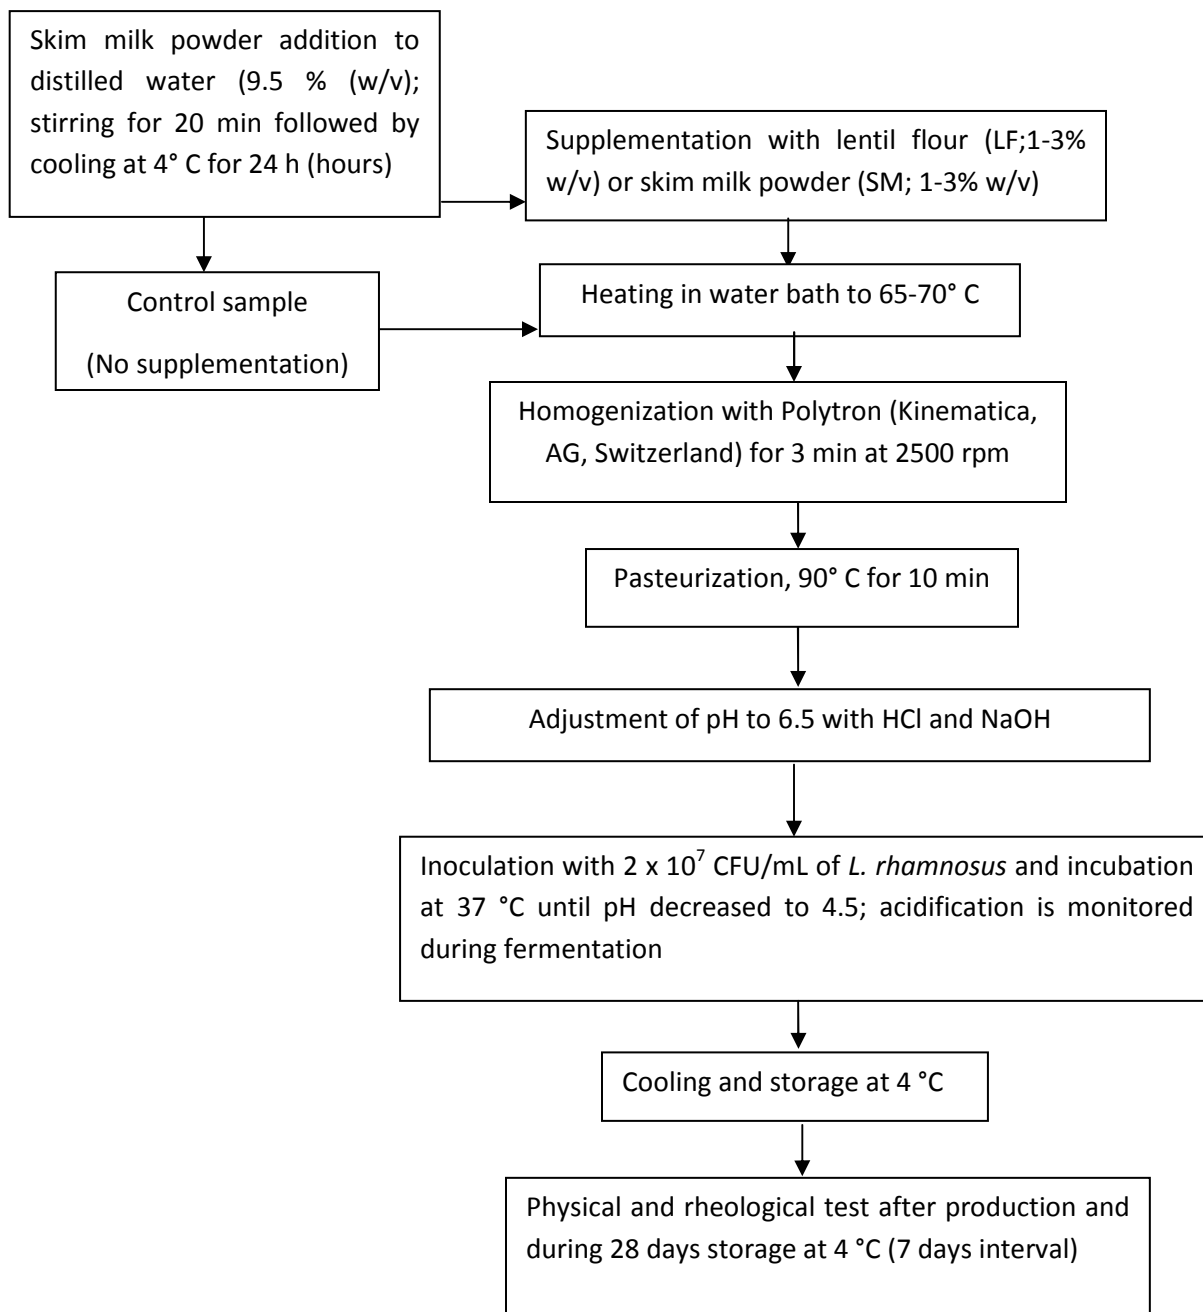 Skim milk powder addition to
distilled water (9.5 % (w/v);
stirring for 20 min followed by
cooling at 4° C for 24 h (hours)
Supplementation with lentil flour (LF;1-3%
w/v) or skim milk powder (SM; 1-3% w/v)
Control sample
(No supplementation)
Heating in water bath to 65-70° C
Homogenization with Polytron (Kinematica,
AG, Switzerland) for 3 min at 2500 rpm
Pasteurization, 90° C for 10 min
Adjustment of pH to 6.5 with HCl and NaOH
Inoculation with 2 x 10⁷ CFU/mL of L. rhamnosus and incubation
at 37 °C until pH decreased to 4.5; acidification is monitored
during fermentation
Cooling and storage at 4 °C
Physical and rheological test after production and
during 28 days storage at 4 °C (7 days interval)